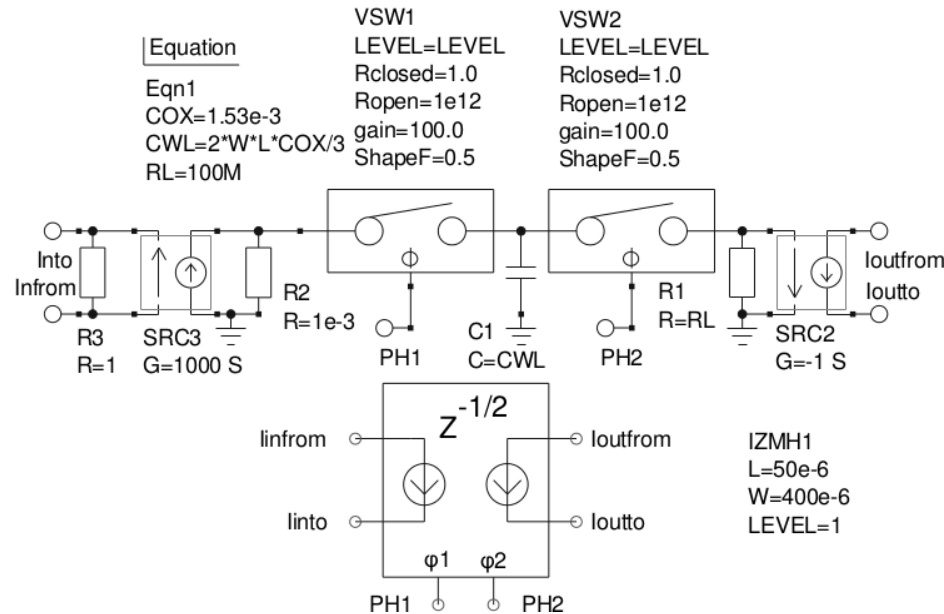 Equation
Eqn1
COX=1.53e-3
CWL=2*W*L*COX/3
RL=100M
VSW1
LEVEL=LEVEL
Rclosed=1.0
Ropen=1e12
gain=100.0
ShapeF=0.5
VSW2
LEVEL=LEVEL
Rclosed=1.0
Ropen=1e12
gain=100.0
ShapeF=0.5
Into
Infrom
R3
R=1
SRC3
G=1000 S
R2
R=1e-3
ϕ
PH1
C1
C=CWL
ϕ
PH2
R1
R=RL
SRC2
G=-1 S
Ioutfrom
Ioutto
Z-1/2
Iinfrom
Iinto
Ioutfrom
Ioutto
φ1 φ2
PH1 PH2
IZMH1
L=50e-6
W=400e-6
LEVEL=1